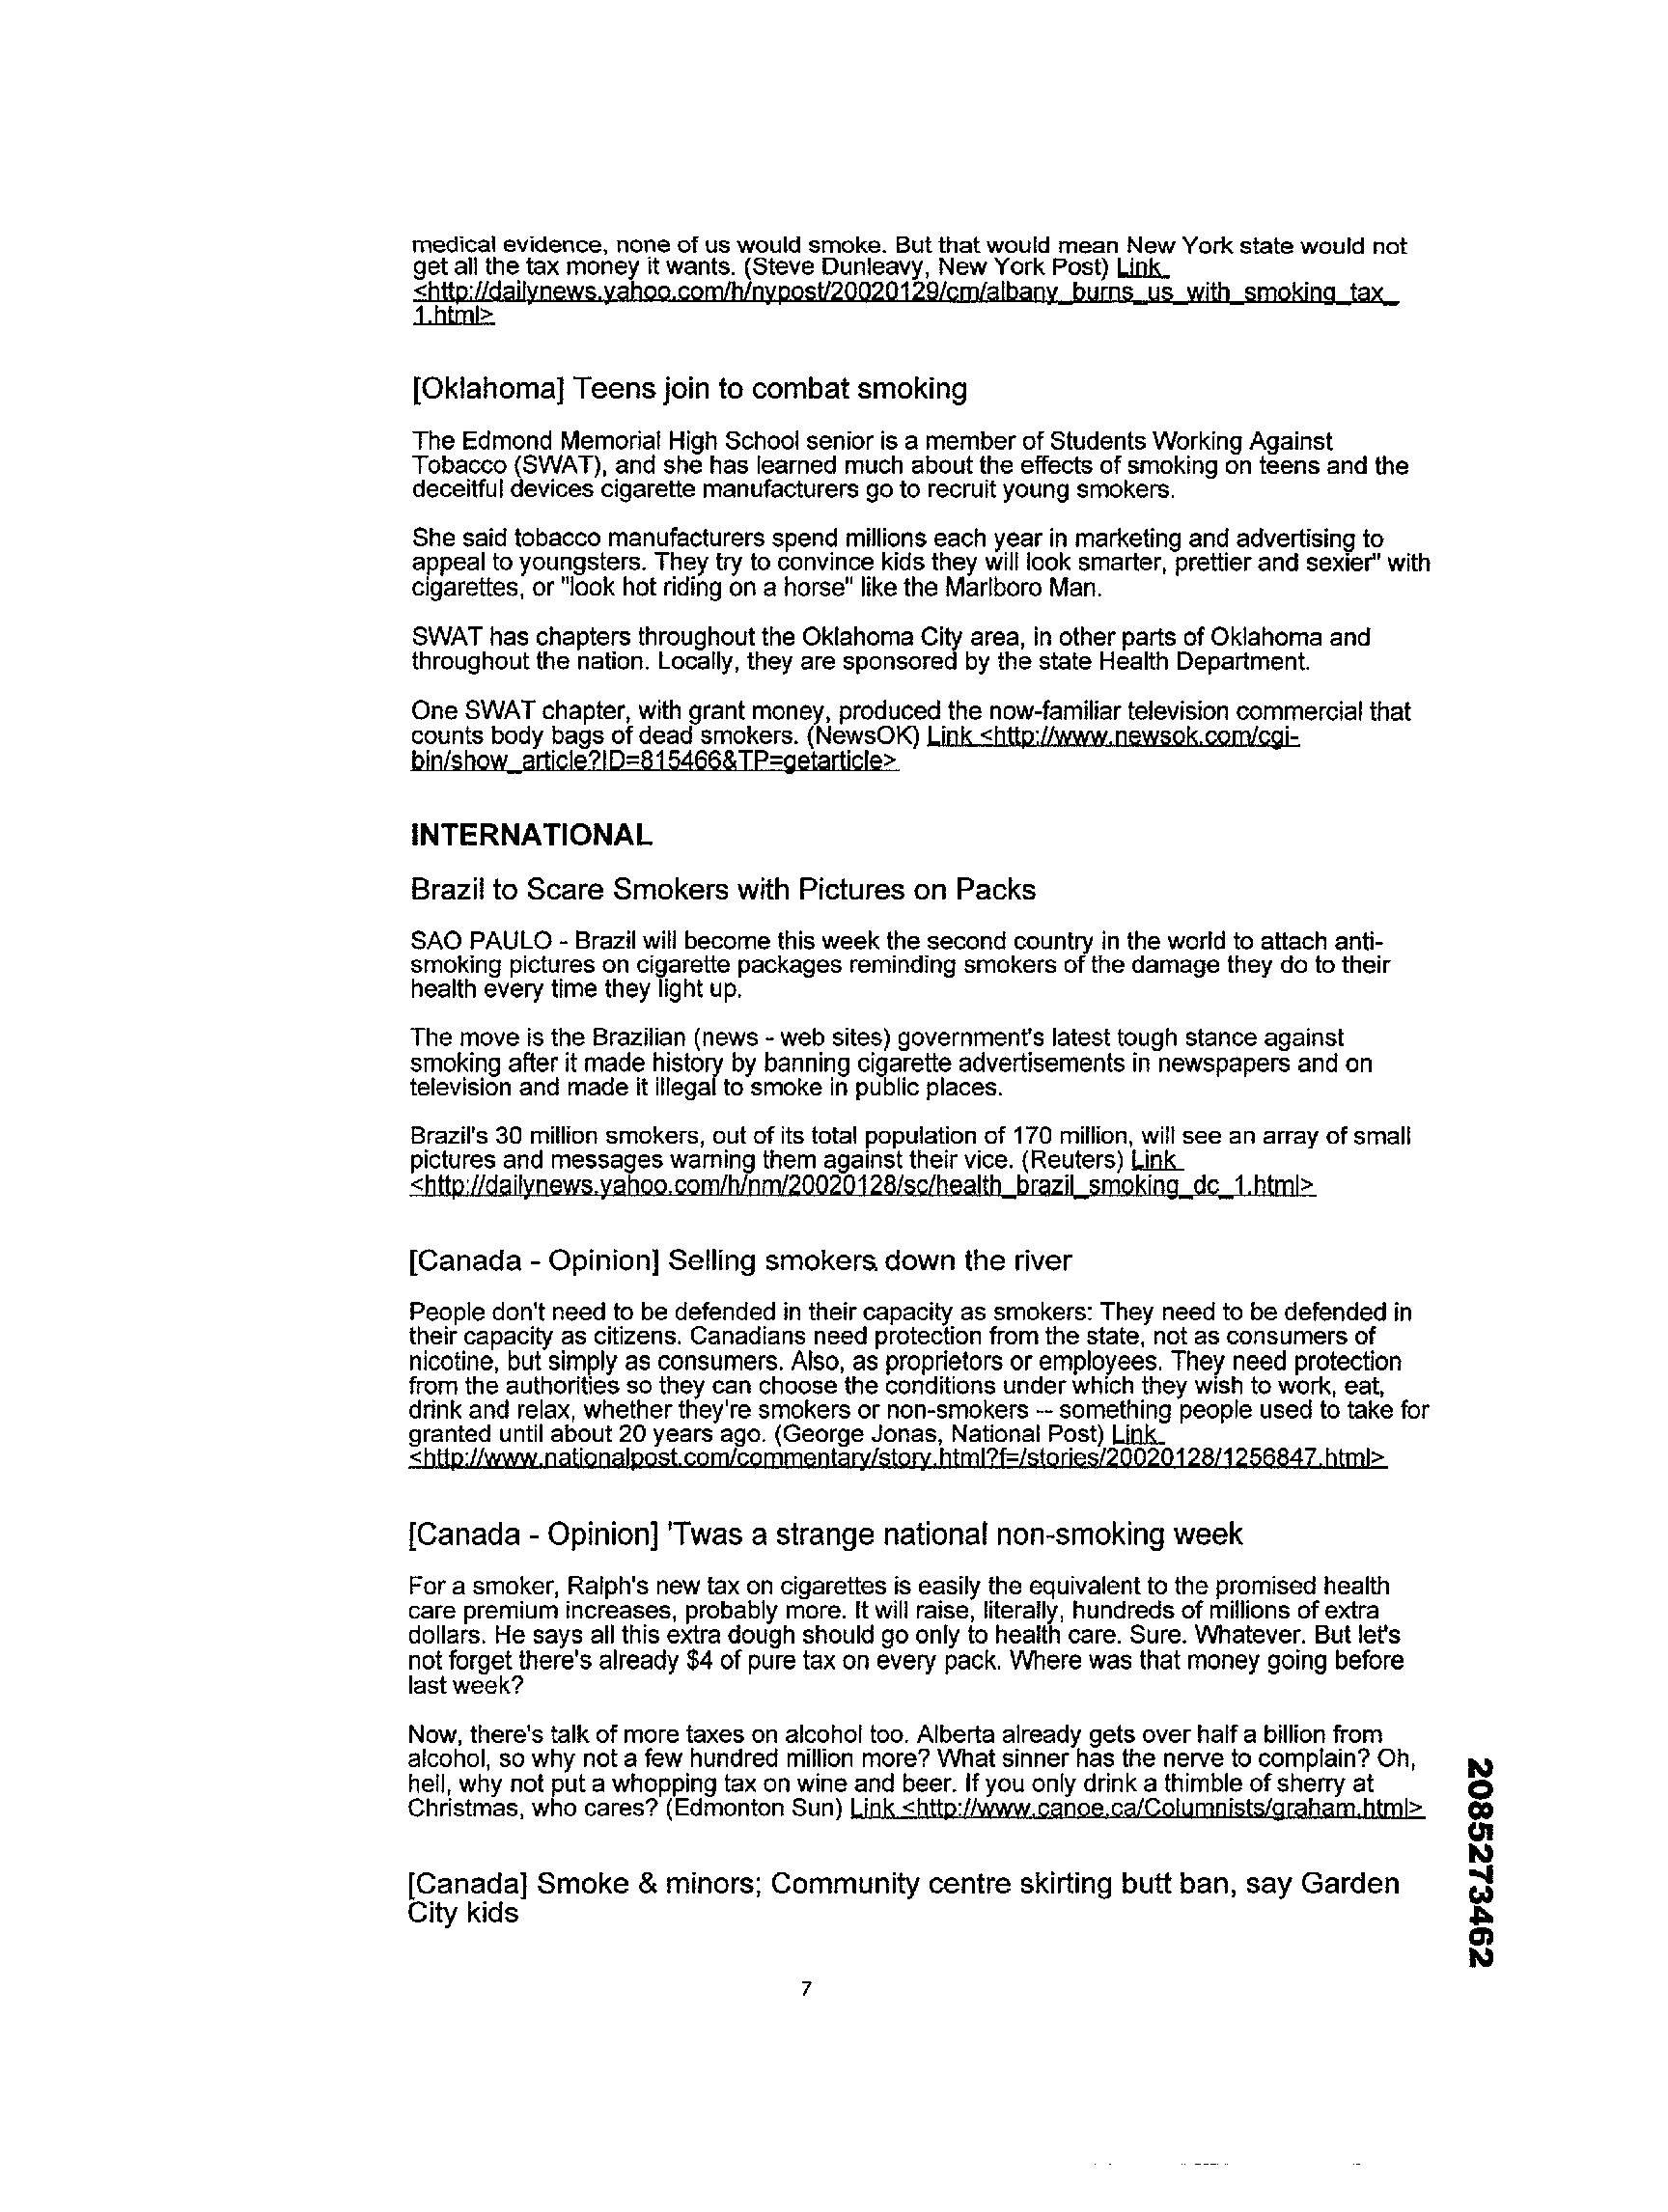 medical evidence, none of us would smoke. But that would mean New York state would not
get all the tax money it wants. (Steve Dunleavy, New York Post) Link
<http://dailynews.yahoo.com/h/nypost/20020129/cm/albany_burns_us_with_smoking_tax_
1.html>
[Oklahoma] Teens join to combat smoking
The Edmond Memorial High School senior is a member of Students Working Against
Tobacco (SWAT), and she has learned much about the effects of smoking on teens and the
deceitful devices cigarette manufacturers go to recruit young smokers.
She said tobacco manufacturers spend millions each year in marketing and advertising to
appeal to youngsters. They try to convince kids they will look smarter, prettier and sexier" with
cigarettes, or "look hot riding on a horse" like the Marlboro Man.
SWAT has chapters throughout the Oklahoma City area, in other parts of Oklahoma and
throughout the nation. Locally, they are sponsored by the state Health Department.
One SWAT chapter, with grant money, produced the now-familiar television commercial that
counts body bags of dead smokers. (NewsOK) Link <http://www.newsok.com/cgi-
bin/show_article?ID=815466&TP=getarticle>
INTERNATIONAL
Brazil to Scare Smokers with Pictures on Packs
SAO PAULO - Brazil will become this week the second country in the world to attach anti-
smoking pictures on cigarette packages reminding smokers of the damage they do to their
health every time they light up.
The move is the Brazilian (news - web sites) government's latest tough stance against
smoking after it made history by banning cigarette advertisements in newspapers and on
television and made it illegal to smoke in public places.
Brazil's 30 million smokers, out of its total population of 170 million, will see an array of small
pictures and messages warning them against their vice. (Reuters) Link
<http://dailynews.yahoo.com/h/nm/20020128/sc/health_brazil_smoking_dc_1.html>
[Canada - Opinion] Selling smokers down the river
People don't need to be defended in their capacity as smokers: They need to be defended in
their capacity as citizens. Canadians need protection from the state, not as consumers of
nicotine, but simply as consumers. Also, as proprietors or employees. They need protection
from the authorities so they can choose the conditions under which they wish to work, eat,
drink and relax, whether they're smokers or non-smokers -- something people used to take for
granted until about 20 years ago. (George Jonas, National Post) Link
<http://www.nationalpost.com/commentary/story.html?f=/stories/20020128/1256847.html>
[Canada - Opinion] 'Twas a strange national non-smoking week
For a smoker, Ralph's new tax on cigarettes is easily the equivalent to the promised health
care premium increases, probably more. It will raise, literally, hundreds of millions of extra
dollars. He says all this extra dough should go only to health care. Sure. Whatever. But let's
not forget there's already $4 of pure tax on every pack. Where was that money going before
last week?
Now, there's talk of more taxes on alcohol too. Alberta already gets over half a billion from
alcohol, so why not a few hundred million more? What sinner has the nerve to complain? Oh,
hell, why not put a whopping tax on wine and beer. If you only drink a thimble of sherry at
Christmas, who cares? (Edmonton Sun) Link <http://www.canoe.ca/Columnists/graham.html>
[Canada] Smoke & minors; Community centre skirting butt ban, say Garden
City kids
7
2085273462